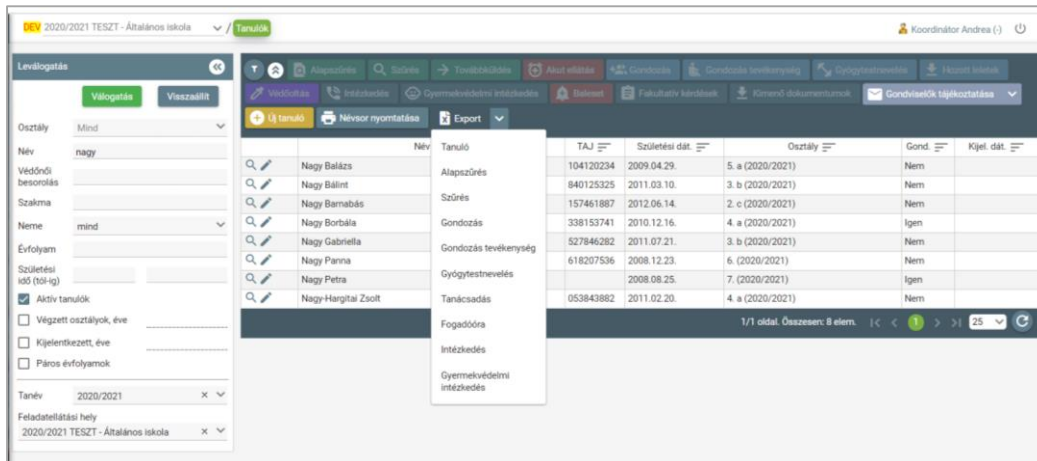 DEV 2020/2021 TESZT - Általános iskola / Tanulók Koordinátor Andrea (-)
Leválogatás
Válogatás Visszaállít
Osztály Mind
Név nagy
Védőnői besorolás
Szakma
Neme mind
Évfolyam
Születési idő (tól-ig)
Aktív tanulók
Végzett osztályok, éve
Kijelentkezett, éve
Páros évfolyamok
Tanév 2020/2021
Feladatellátási hely
2020/2021 TESZT - Általános iskola
Alapszűrés Szűrés Továbbküldés Akut ellátás Gondozás Gondozás tevékenység Gyógytestnevelés Hozott leletek
Védőoltás Intézkedés Gyermekvédelmi intézkedés Baleset Fakultatív kérdések Kimenő dokumentumok Gondviselők tájékoztatása
Új tanuló Névsor nyomtatása Export
Név TAJ Születési dát. Osztály Gond. Kijel. dát.
Nagy Balázs 104120234 2009.04.29. 5. a (2020/2021) Nem
Nagy Bálint 840125325 2011.03.10. 3. b (2020/2021) Nem
Nagy Barnabás 157461887 2012.06.14. 2. c (2020/2021) Nem
Nagy Borbála 338153741 2010.12.16. 4. a (2020/2021) Igen
Nagy Gabriella 527846282 2011.07.21. 3. b (2020/2021) Nem
Nagy Panna 618207536 2008.12.23. 6. (2020/2021) Nem
Nagy Petra 2008.08.25. 7. (2020/2021) Igen
Nagy-Hargitai Zsolt 053843882 2011.02.20. 4. a (2020/2021) Nem
1/1 oldal. Összesen: 8 elem. |< < 1 > >| 25
Tanuló
Alapszűrés
Szűrés
Gondozás
Gondozás tevékenység
Gyógytestnevelés
Tanácsadás
Fogadóóra
Intézkedés
Gyermekvédelmi
intézkedés